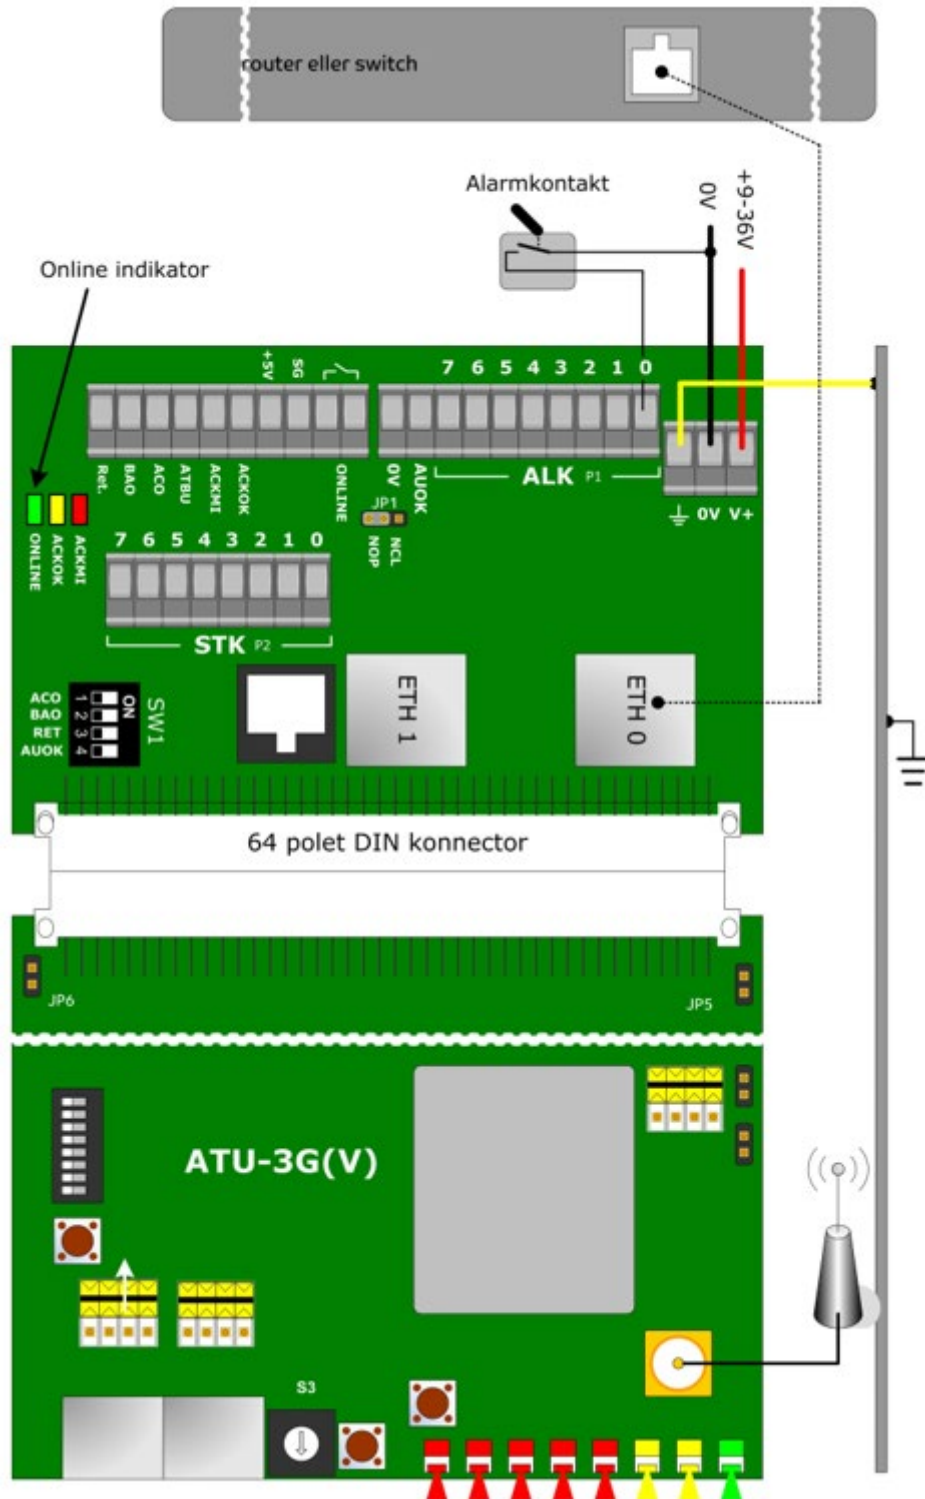 router eller switch
Alarmkontakt
0V
+9-36V
Online indikator
+5V
SG
7 6 5 4 3 2 1 0
Ret.
BAO
ACO
ATBU
ACKMI
ACKOK
ONLINE
0V
AUOK
ALK P1
0V V+
JP1
NOP
NCL
ONLINE
ACKOK
ACKMI
7 6 5 4 3 2 1 0
STK P2
ACO
BAO
RET
AUOK
1
2
3
4
ON
SW1
ETH 1
ETH 0
64 polet DIN konnector
JP6
JP5
ATU-3G(V)
S3